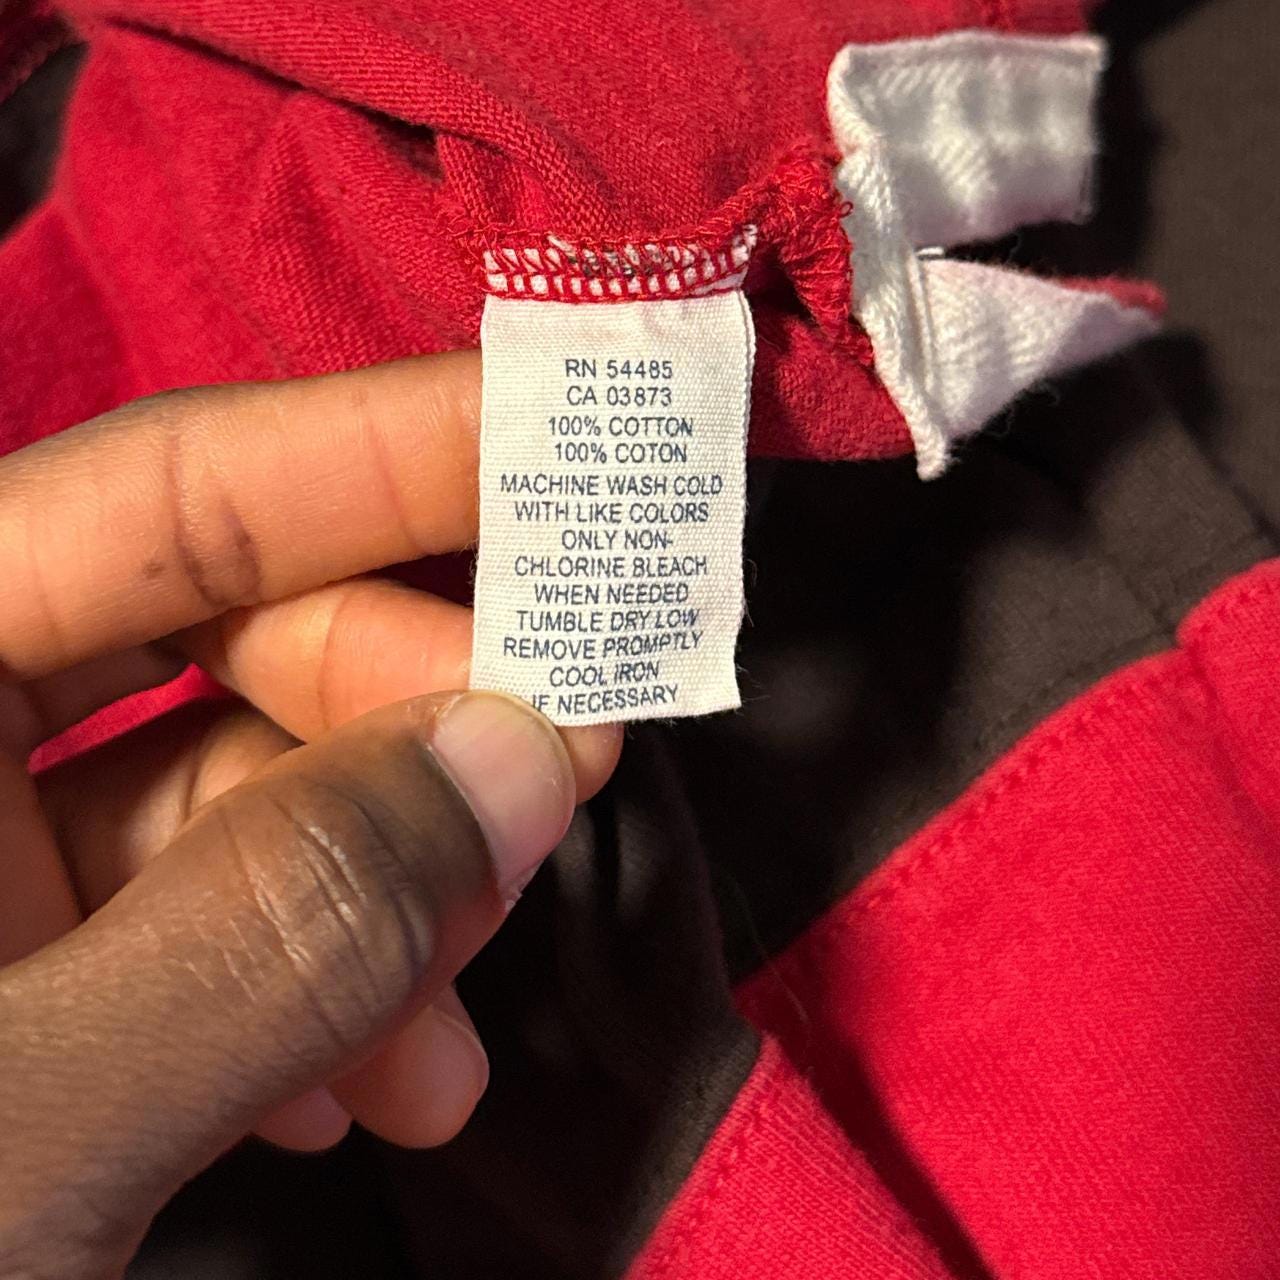 RN 54485
CA 03873
100% COTTON
100% COTON
MACHINE WASH COLD
WITH LIKE COLORS
ONLY NON-
CHLORINE BLEACH
WHEN NEEDED
TUMBLE DRY LOW
REMOVE PROMPTLY
COOL IRON
IF NECESSARY